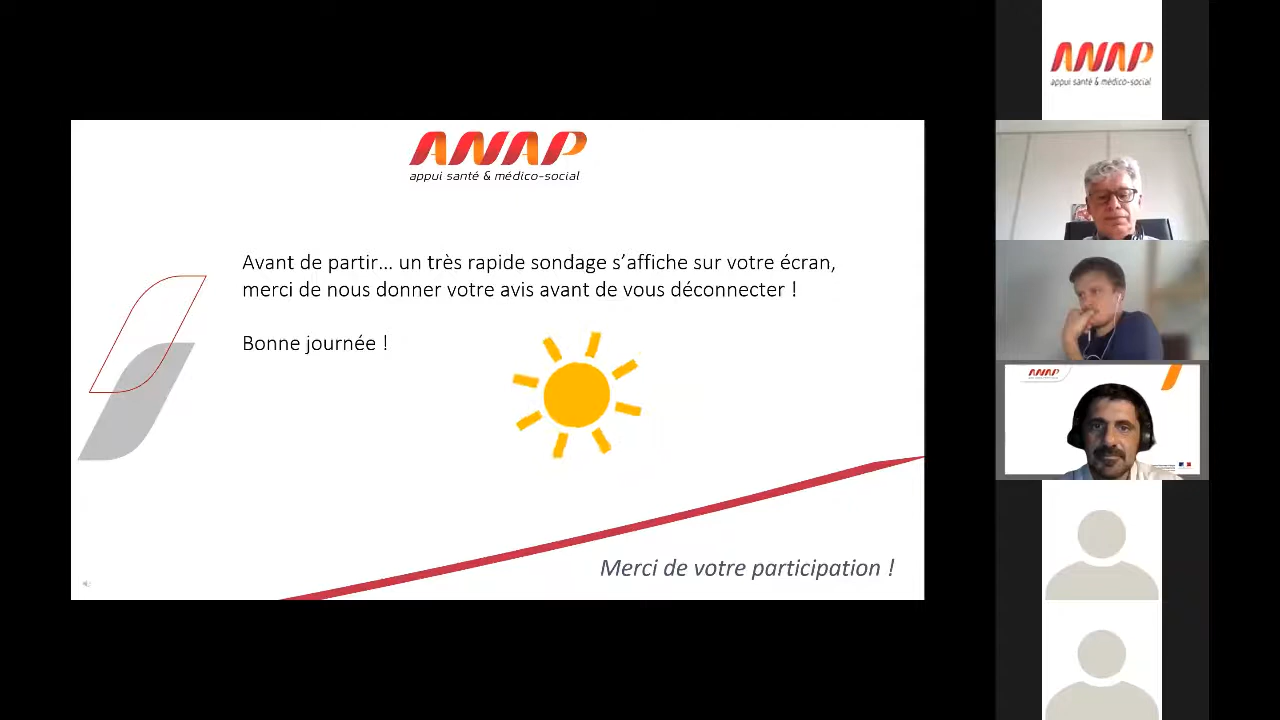 ANAP
appui santé & médico-social
ANAP
appui santé & médico-social
Avant de partir... un très rapide sondage s’affiche sur votre écran,
merci de nous donner votre avis avant de vous déconnecter !
Bonne journée !
ANAP
Merci de votre participation !